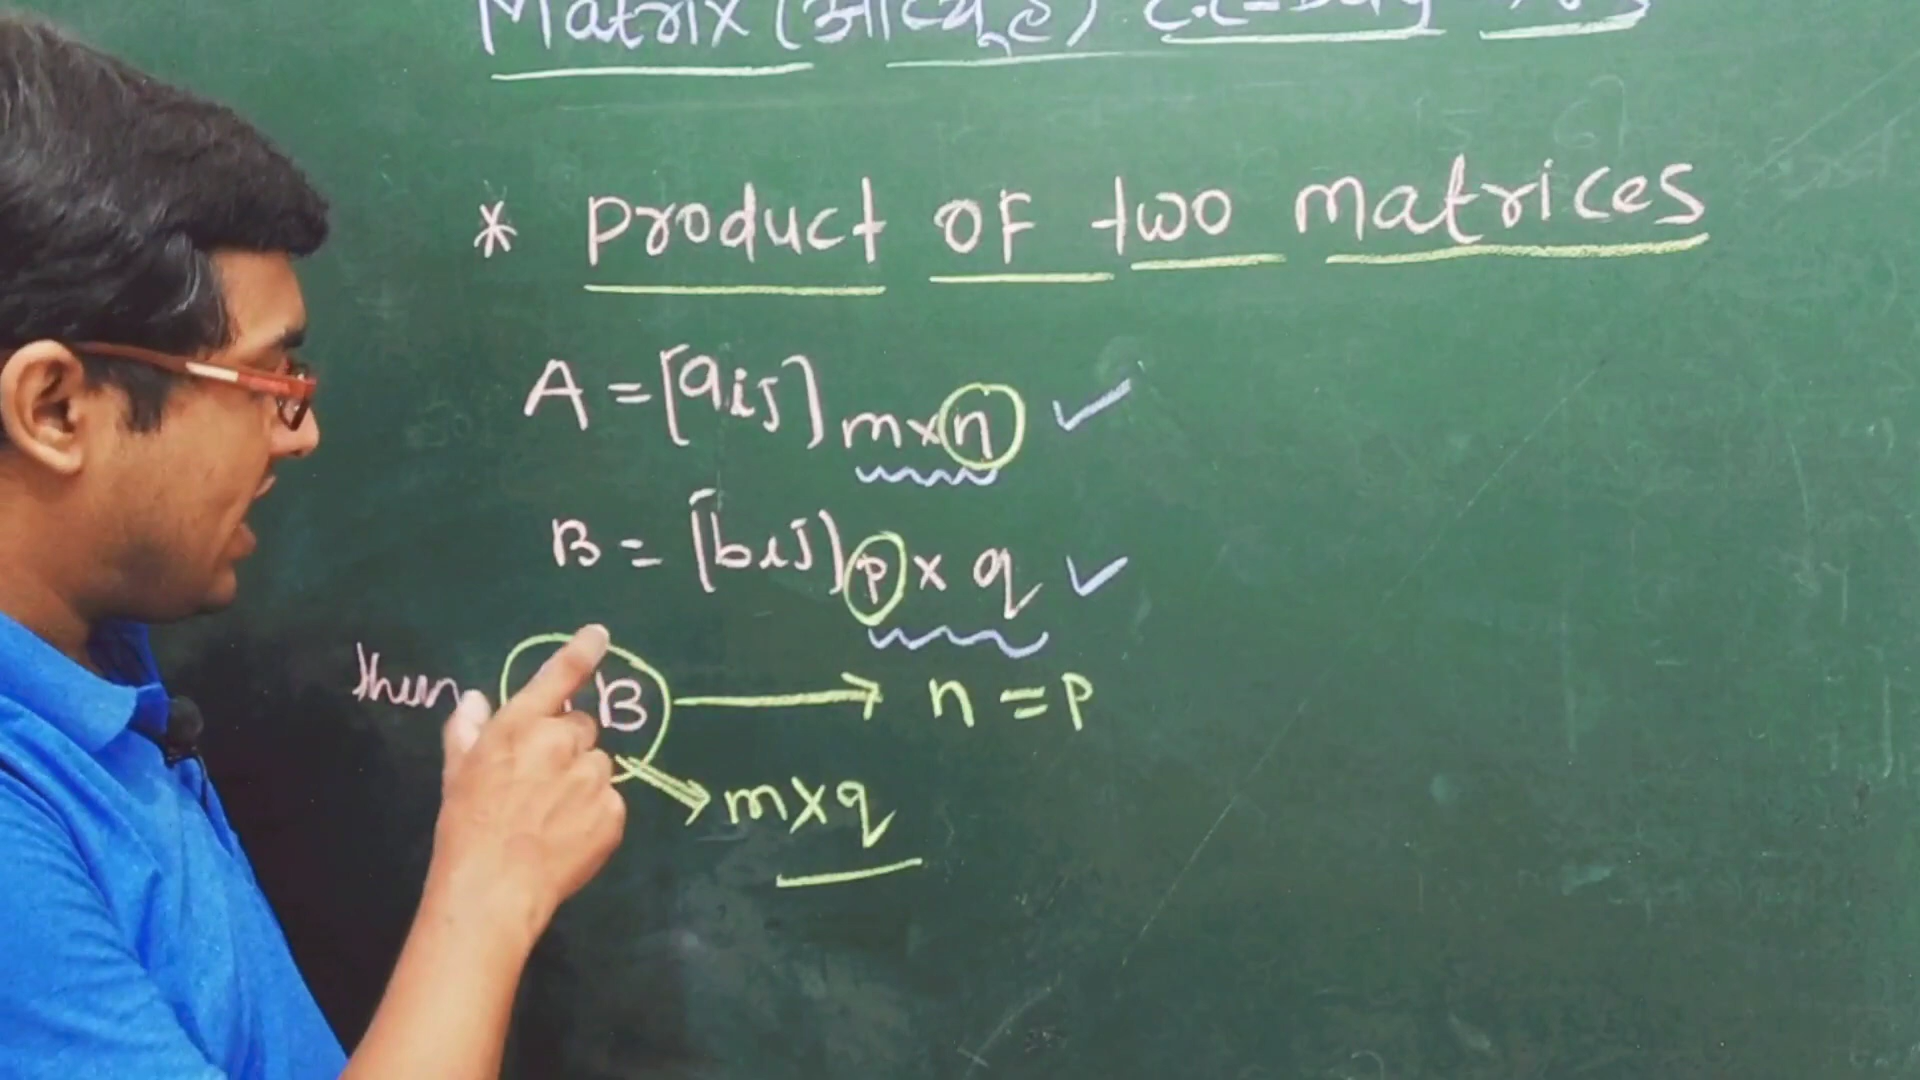 Matrix (आव्यूह)
* product OF two matrices
A = [aij] m×n ✓
B = [bij] p × q ✓
then B → n = p
m×q